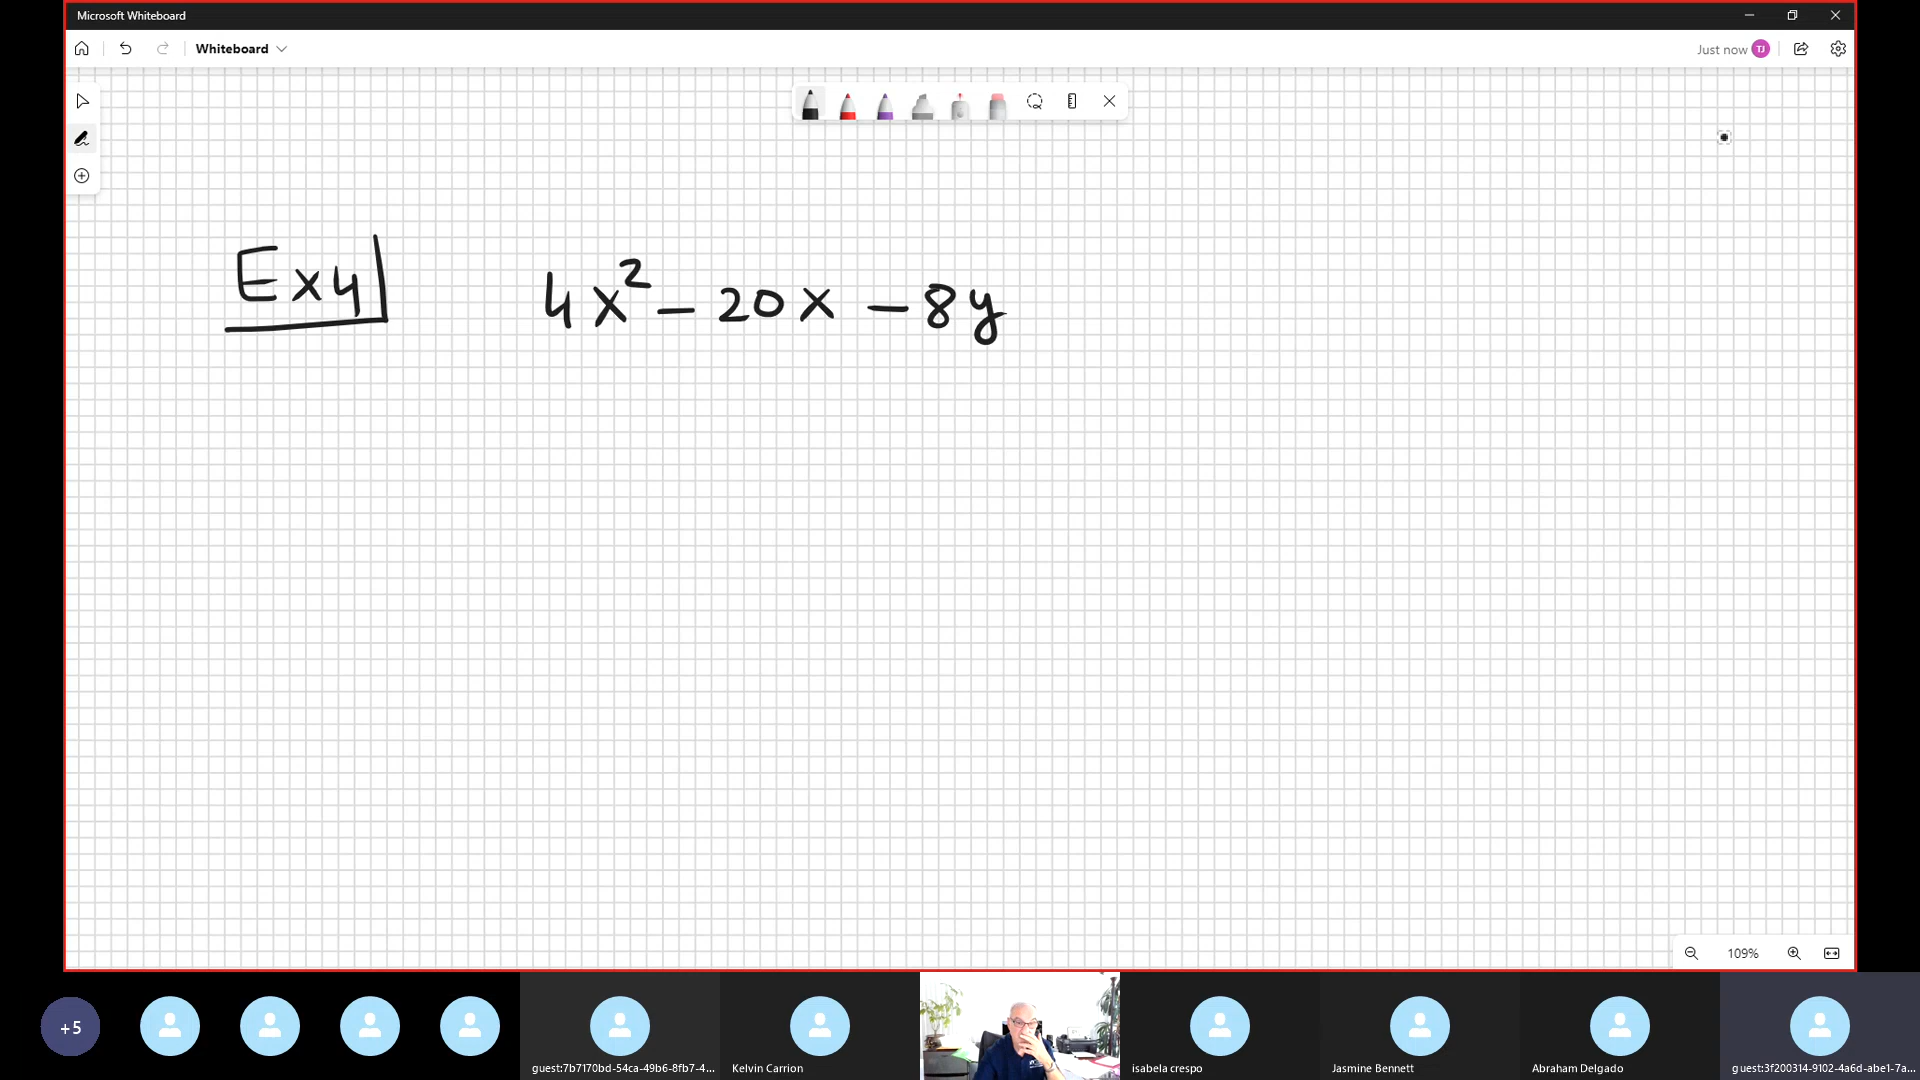 Microsoft Whiteboard
Whiteboard
Just now TJ
Ex4
4x² - 20x - 8y
109%
+5
guest:7b7170bd-54ca-49b6-8fb7-4...
Kelvin Carrion
isabela crespo
Jasmine Bennett
Abraham Delgado
guest:3f200314-9102-4a6d-abe1-7a...